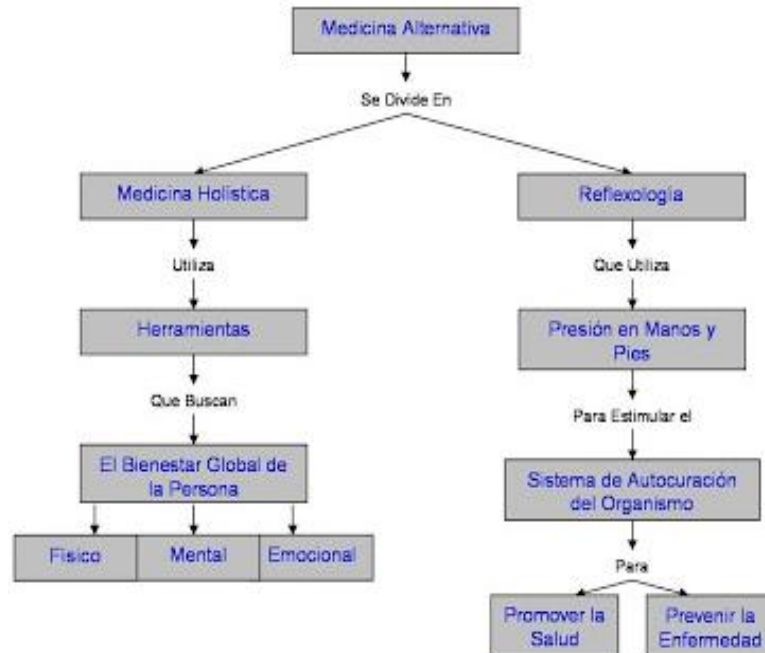 Medicina Alternativa
Se Divide En
Medicina Holística
Reflexología
Utiliza
Que Utiliza
Herramientas
Presión en Manos y
Pies
Que Buscan
Para Estimular el
El Bienestar Global de
la Persona
Sistema de Autocuración
del Organismo
Físico
Mental
Emocional
Para
Promover la
Salud
Prevenir la
Enfermedad